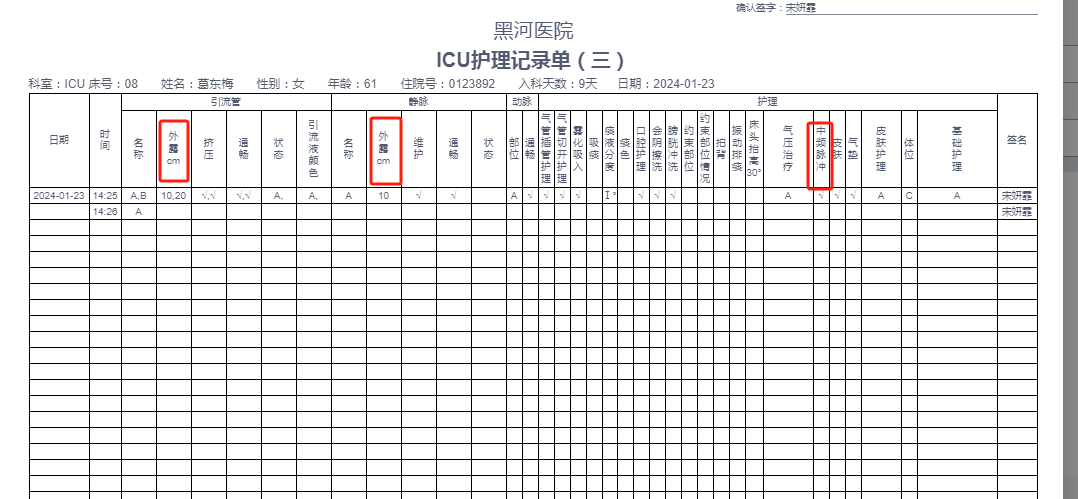 确认签字：宋妍霏
黑河医院
ICU护理记录单（三）
科室：ICU 床号：08 姓名：葛东梅 性别：女 年龄：61 住院号：0123892 入科天数：9天 日期：2024-01-23
日期 时间 引流管 静脉 动脉 护理 签名
名称 外露cm 挤压 通畅 状态 引流液颜色 名称 外露cm 维护 通畅 状态 部位 通畅 气管插管护理 气管切开护理 雾化吸入 吸痰 痰液分度 痰色 口腔护理 会阴擦洗 膀胱冲洗 约束部位 约束部位情况 拍背 振动排痰 床头抬高30° 气压治疗 中频脉冲 皮肤 气垫 皮肤护理 体位 基础护理
2024-01-23 14:25 A,B 10,20 √,√ √,√ A, A, A 10 √ √ A √ √ √ √ I° √ √ √ A √ √ √ A C A 宋妍霏
14:26 A 宋妍霏